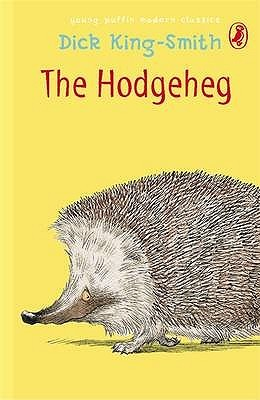 young puffin modern classics
Dick King-Smith
The Hodgeheg